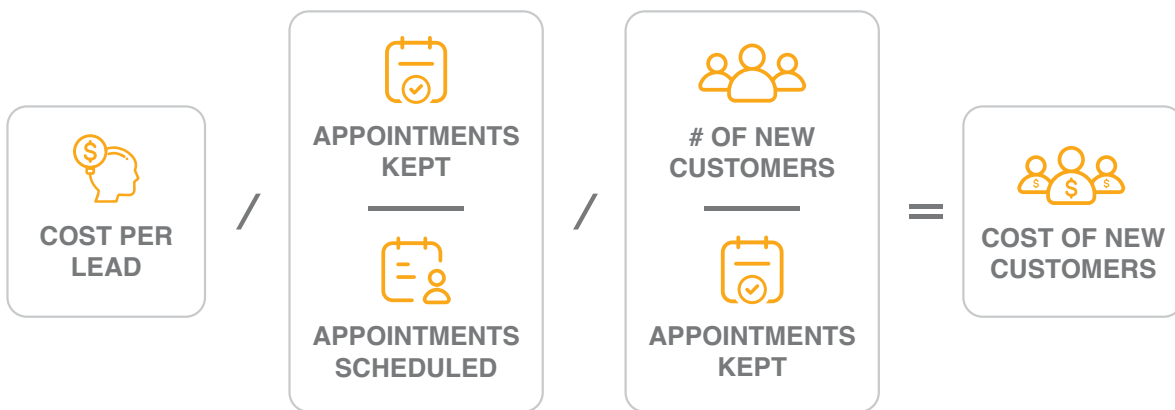 COST PER
LEAD
/
APPOINTMENTS
KEPT
APPOINTMENTS
SCHEDULED
/
# OF NEW
CUSTOMERS
APPOINTMENTS
KEPT
=
COST OF NEW
CUSTOMERS